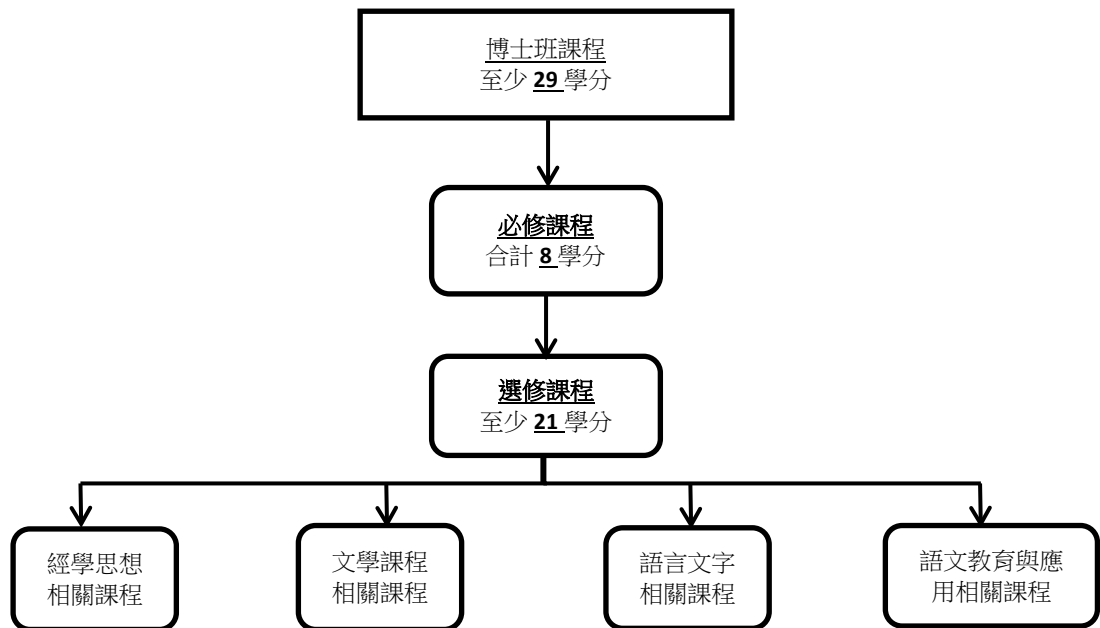 博士班課程
至少 29 學分
必修課程
合計 8 學分
選修課程
至少 21 學分
經學思想
相關課程
文學課程
相關課程
語言文字
相關課程
語文教育與應
用相關課程